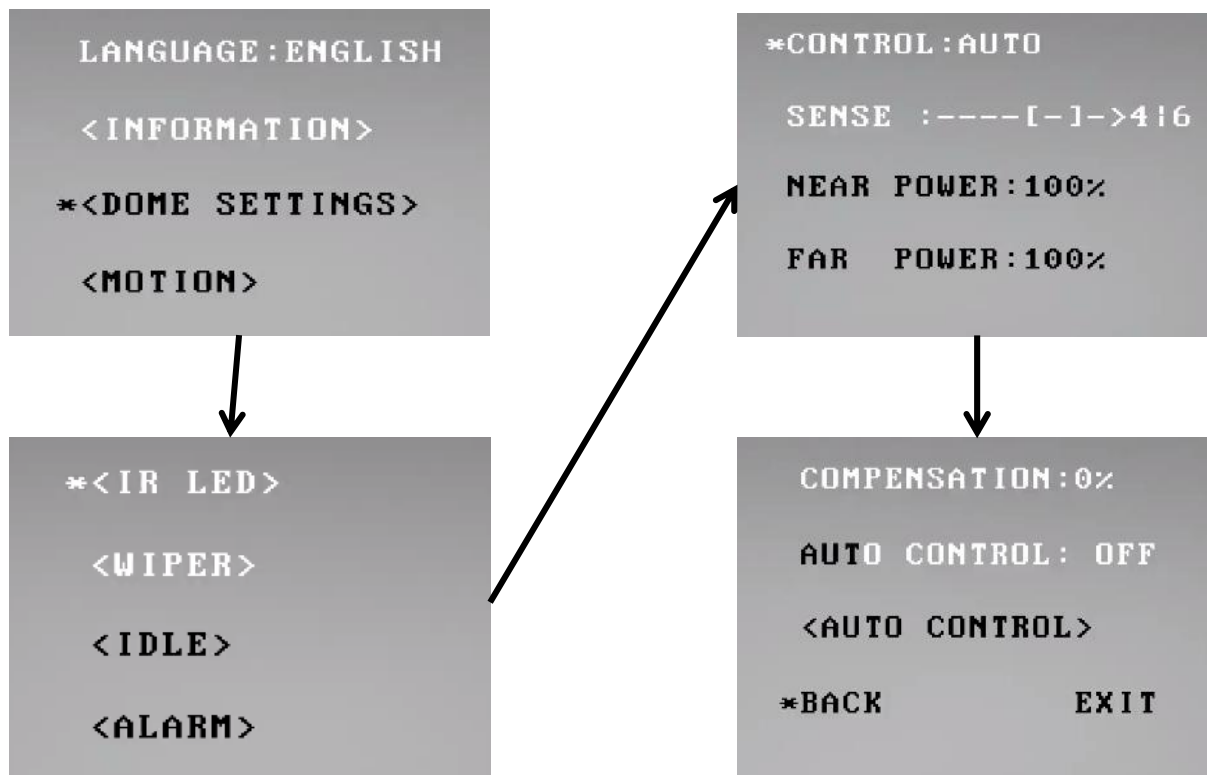 LANGUAGE:ENGLISH
<INFORMATION>
*<DOME SETTINGS>
<MOTION>
*<IR LED>
<WIPER>
<IDLE>
<ALARM>
*CONTROL:AUTO
SENSE :----[-]->4¦6
NEAR POWER:100%
FAR POWER:100%
COMPENSATION:0%
AUTO CONTROL: OFF
<AUTO CONTROL>
*BACK EXIT